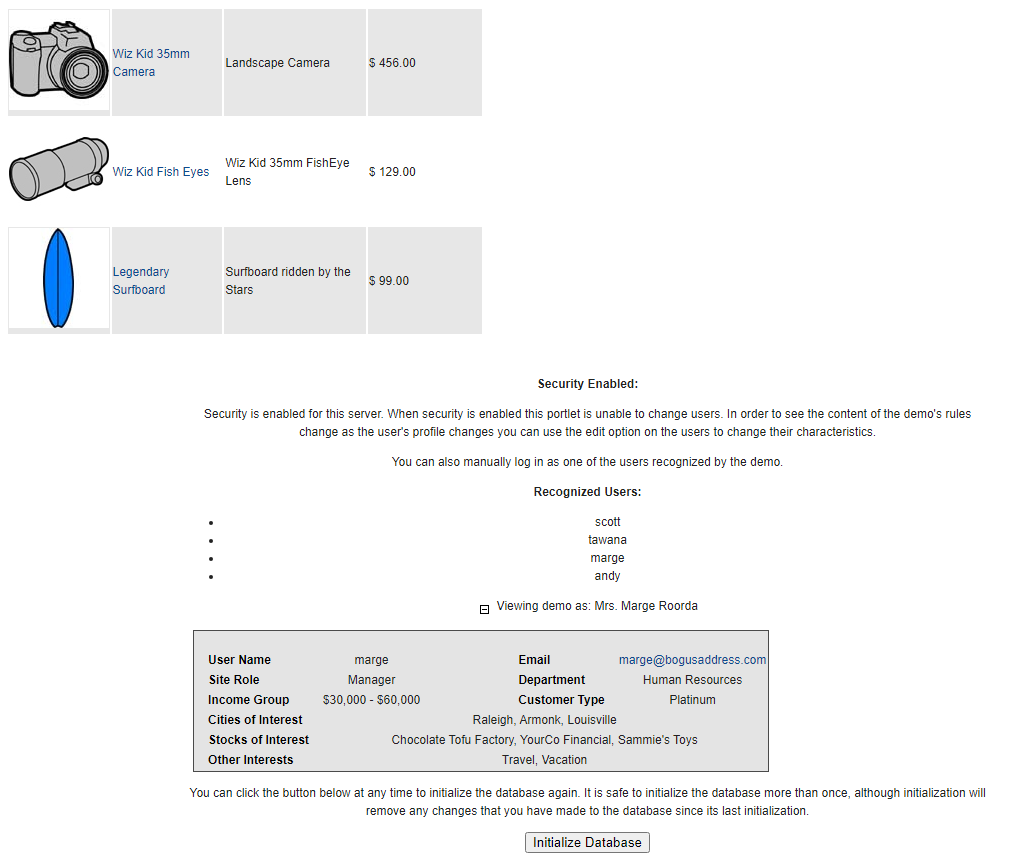 Wiz Kid 35mm
Camera
Landscape Camera
$ 456.00
Wiz Kid Fish Eyes
Wiz Kid 35mm FishEye
Lens
$ 129.00
Legendary
Surfboard
Surfboard ridden by the
Stars
$ 99.00
Security Enabled:
Security is enabled for this server. When security is enabled this portlet is unable to change users. In order to see the content of the demo's rules
change as the user's profile changes you can use the edit option on the users to change their characteristics.
You can also manually log in as one of the users recognized by the demo.
Recognized Users:
scott
tawana
marge
andy
Viewing demo as: Mrs. Marge Roorda
User Name marge Email marge@bogusaddress.com
Site Role Manager Department Human Resources
Income Group $30,000 - $60,000 Customer Type Platinum
Cities of Interest Raleigh, Armonk, Louisville
Stocks of Interest Chocolate Tofu Factory, YourCo Financial, Sammie's Toys
Other Interests Travel, Vacation
You can click the button below at any time to initialize the database again. It is safe to initialize the database more than once, although initialization will
remove any changes that you have made to the database since its last initialization.
Initialize Database